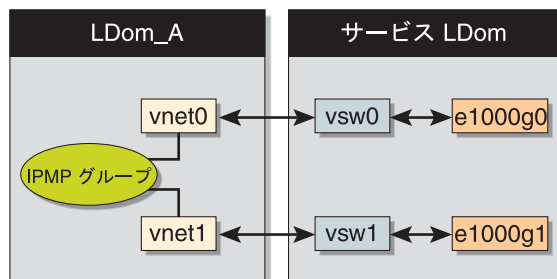 LDom_A
サービス LDom
vnet0
vsw0
e1000g0
IPMP グループ
vnet1
vsw1
e1000g1